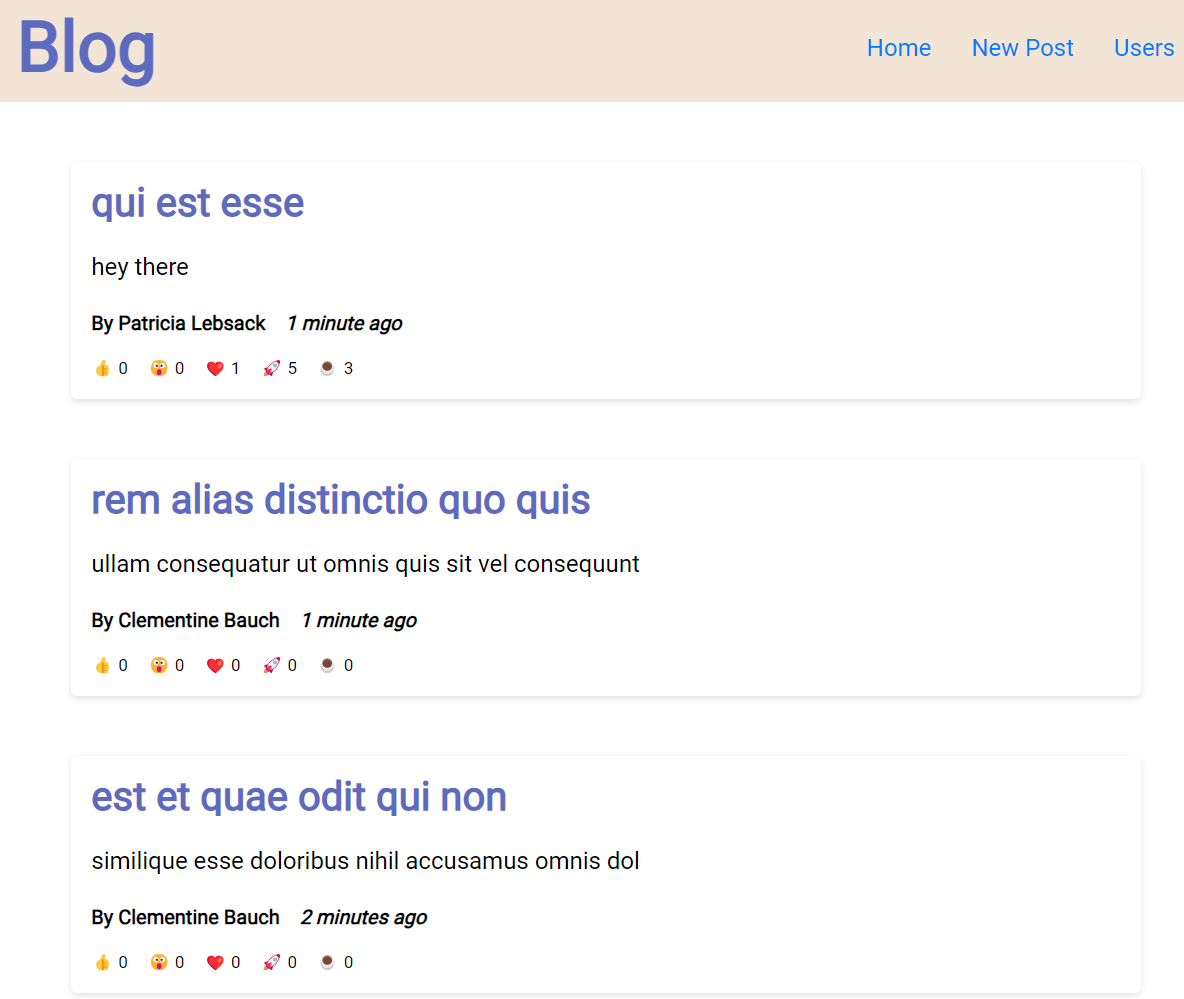 Blog
Home New Post Users
qui est esse
hey there
By Patricia Lebsack 1 minute ago
👍 0 😱 0 ❤️ 1 🚀 5 ☕ 3
rem alias distinctio quo quis
ullam consequatur ut omnis quis sit vel consequunt
By Clementine Bauch 1 minute ago
👍 0 😱 0 ❤️ 0 🚀 0 ☕ 0
est et quae odit qui non
similique esse doloribus nihil accusamus omnis dol
By Clementine Bauch 2 minutes ago
👍 0 😱 0 ❤️ 0 🚀 0 ☕ 0